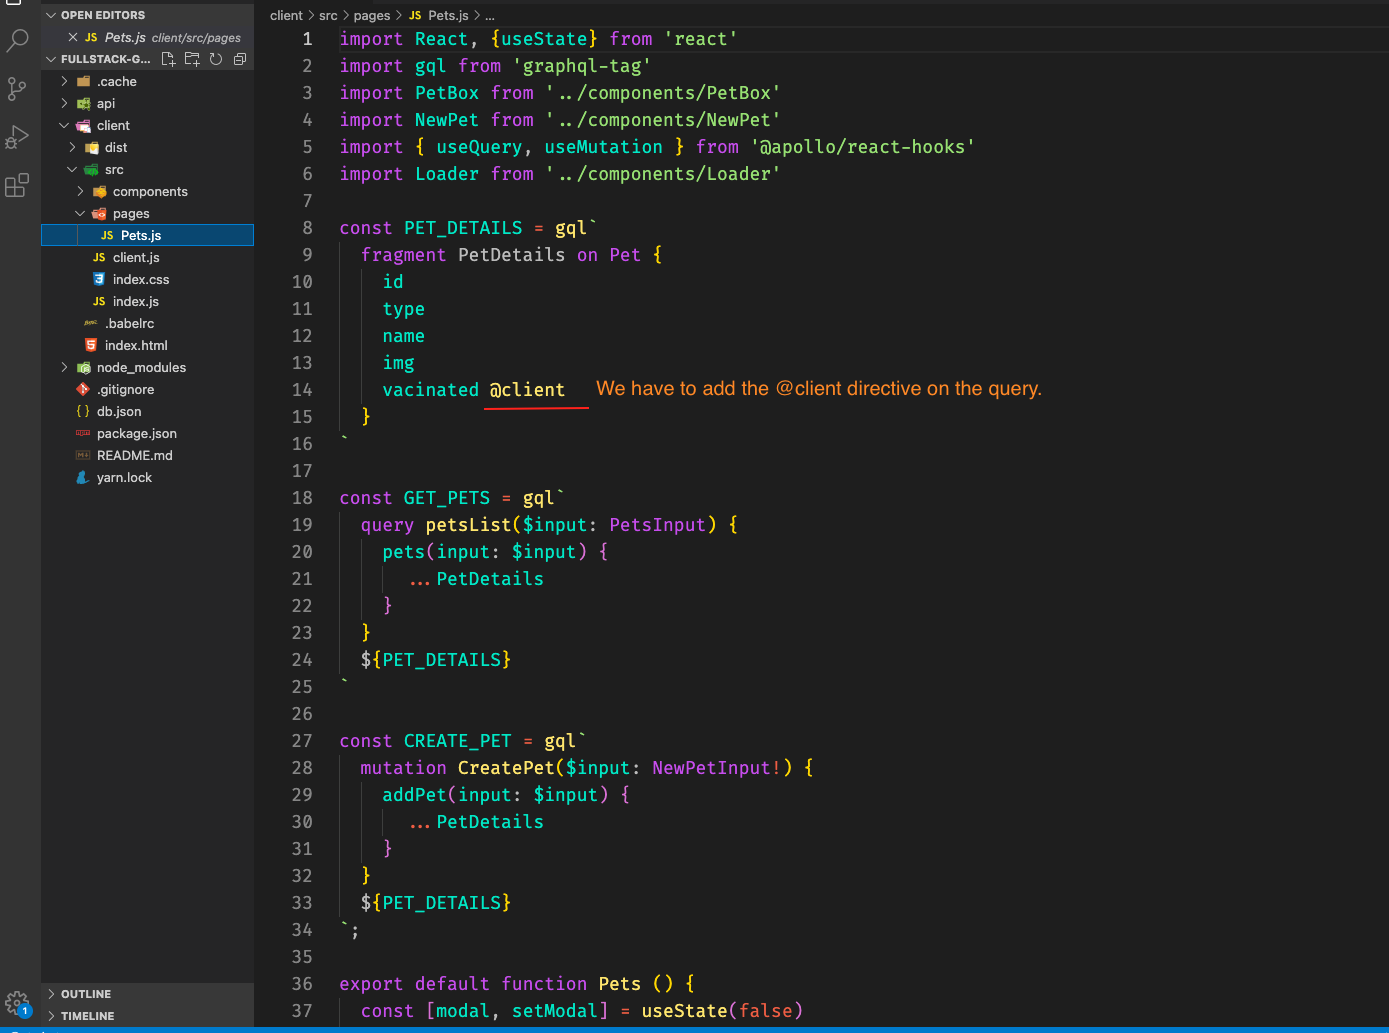 OPEN EDITORS
JS Pets.js client/src/pages
FULLSTACK-G...
.cache
api
client
dist
src
components
pages
JS Pets.js
JS client.js
index.css
JS index.js
.babelrc
index.html
node_modules
.gitignore
{} db.json
package.json
README.md
yarn.lock
OUTLINE
TIMELINE
1
client > src > pages > JS Pets.js > ...
1 import React, {useState} from 'react'
2 import gql from 'graphql-tag'
3 import PetBox from '../components/PetBox'
4 import NewPet from '../components/NewPet'
5 import { useQuery, useMutation } from '@apollo/react-hooks'
6 import Loader from '../components/Loader'
7
8 const PET_DETAILS = gql`
9 fragment PetDetails on Pet {
10 id
11 type
12 name
13 img
14 vacinated @client We have to add the @client directive on the query.
15 }
16 `
17
18 const GET_PETS = gql`
19 query petsList($input: PetsInput) {
20 pets(input: $input) {
21 ...PetDetails
22 }
23 }
24 ${PET_DETAILS}
25 `
26
27 const CREATE_PET = gql`
28 mutation CreatePet($input: NewPetInput!) {
29 addPet(input: $input) {
30 ...PetDetails
31 }
32 }
33 ${PET_DETAILS}
34 `;
35
36 export default function Pets () {
37 const [modal, setModal] = useState(false)